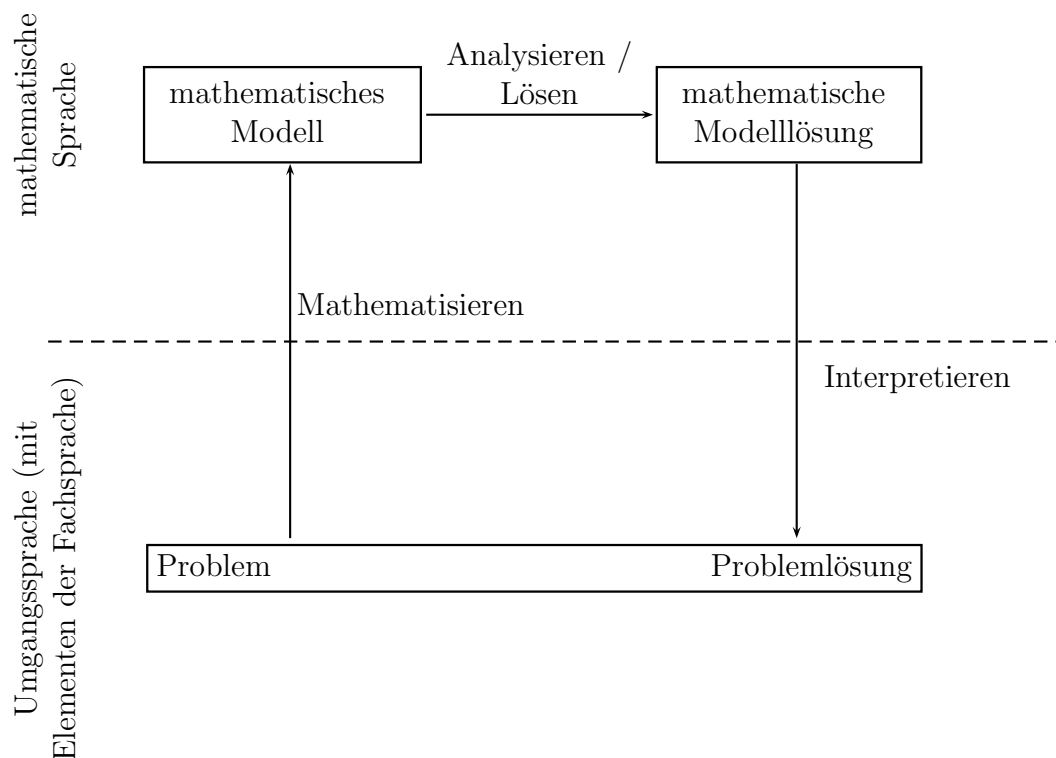 mathematische
Sprache
Analysieren /
Lösen
mathematisches
Modell
mathematische
Modelllösung
Mathematisieren
Interpretieren
Umgangssprache (mit
Elementen der Fachsprache)
Problem
Problemlösung